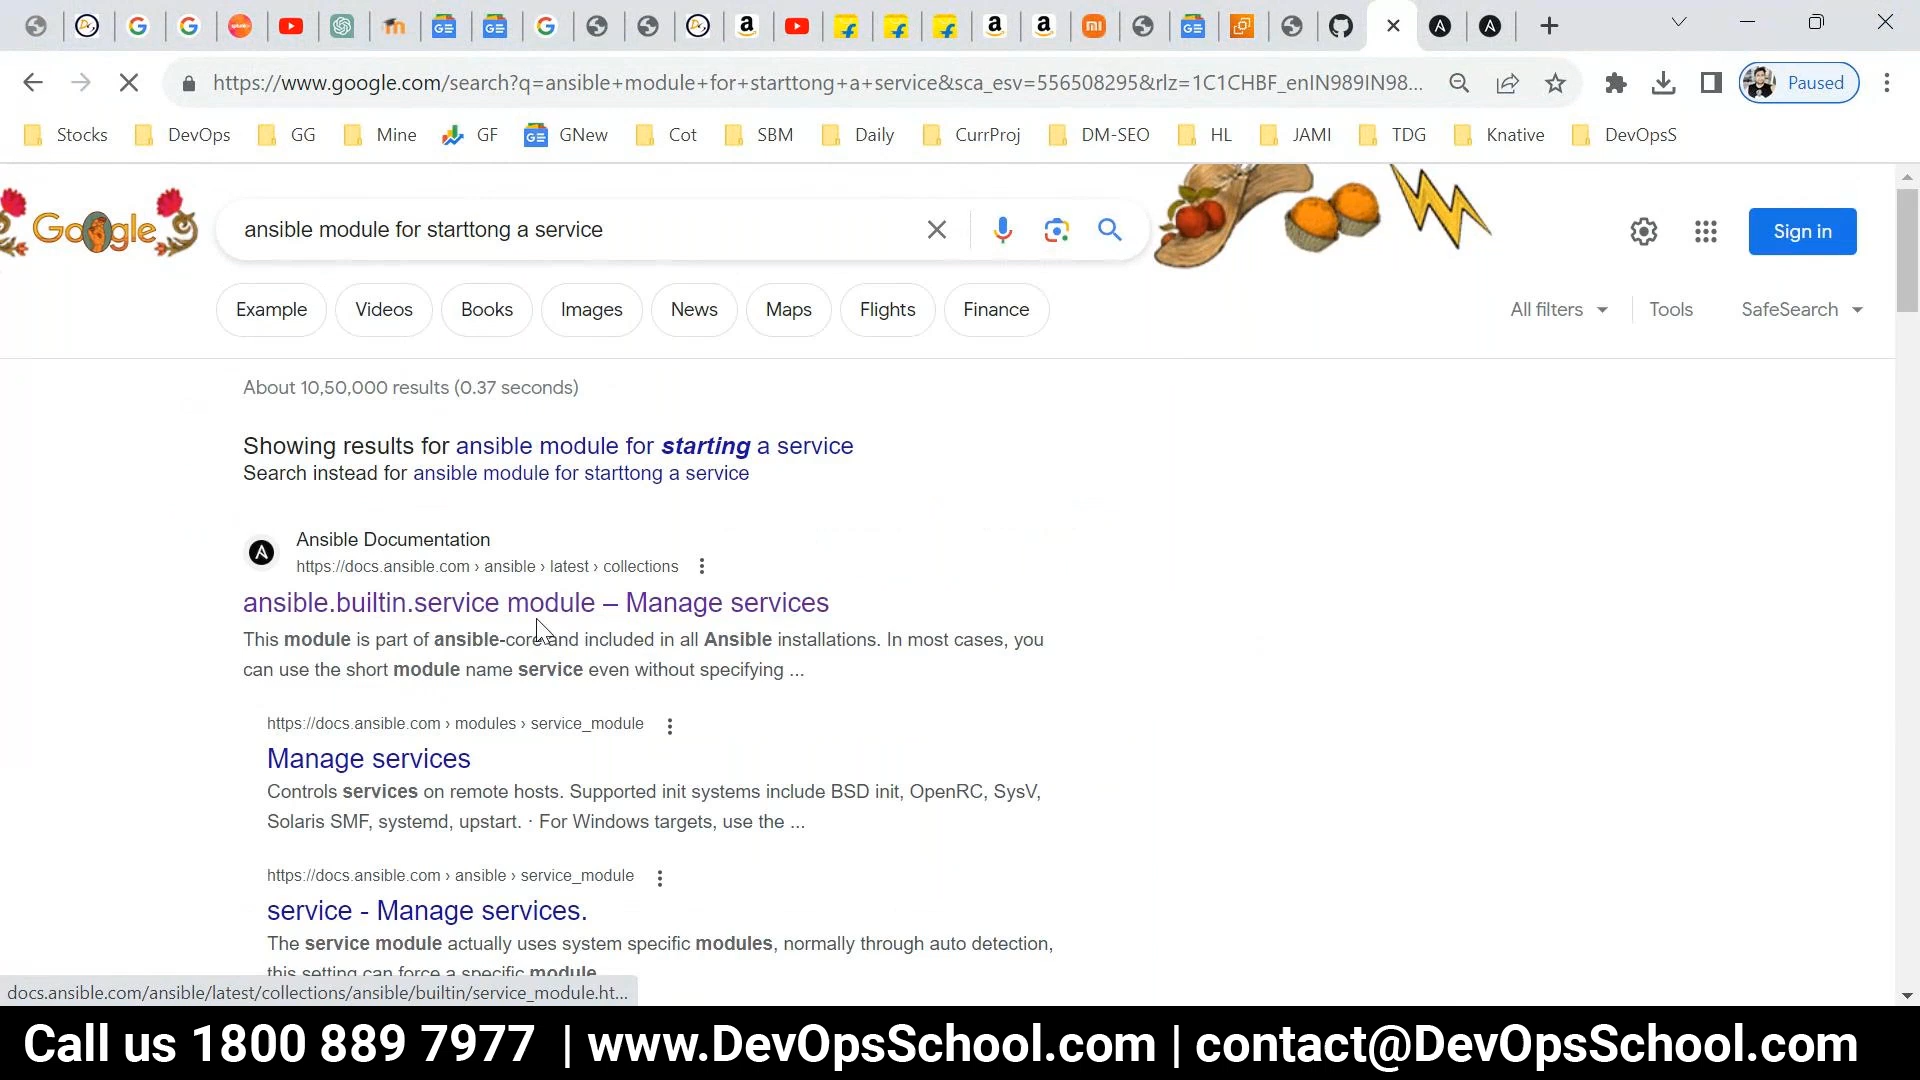 https://www.google.com/search?q=ansible+module+for+starttong+a+service&sca_esv=556508295&rlz=1C1CHBF_enIN989IN98...
Paused
Stocks
DevOps
GG
Mine
GF
GNew
Cot
SBM
Daily
CurrProj
DM-SEO
HL
JAMI
TDG
Knative
DevOpsS
Google
ansible module for starttong a service
Sign in
Example
Videos
Books
Images
News
Maps
Flights
Finance
All filters
Tools
SafeSearch
About 10,50,000 results (0.37 seconds)
Showing results for ansible module for starting a service
Search instead for ansible module for starttong a service
Ansible Documentation
https://docs.ansible.com › ansible › latest › collections
ansible.builtin.service module – Manage services
This module is part of ansible-core and included in all Ansible installations. In most cases, you
can use the short module name service even without specifying ...
https://docs.ansible.com › modules › service_module
Manage services
Controls services on remote hosts. Supported init systems include BSD init, OpenRC, SysV,
Solaris SMF, systemd, upstart. · For Windows targets, use the ...
https://docs.ansible.com › ansible › service_module
service - Manage services.
The service module actually uses system specific modules, normally through auto detection,
this setting can force a specific module.
docs.ansible.com/ansible/latest/collections/ansible/builtin/service_module.ht...
Call us 1800 889 7977 | www.DevOpsSchool.com | contact@DevOpsSchool.com